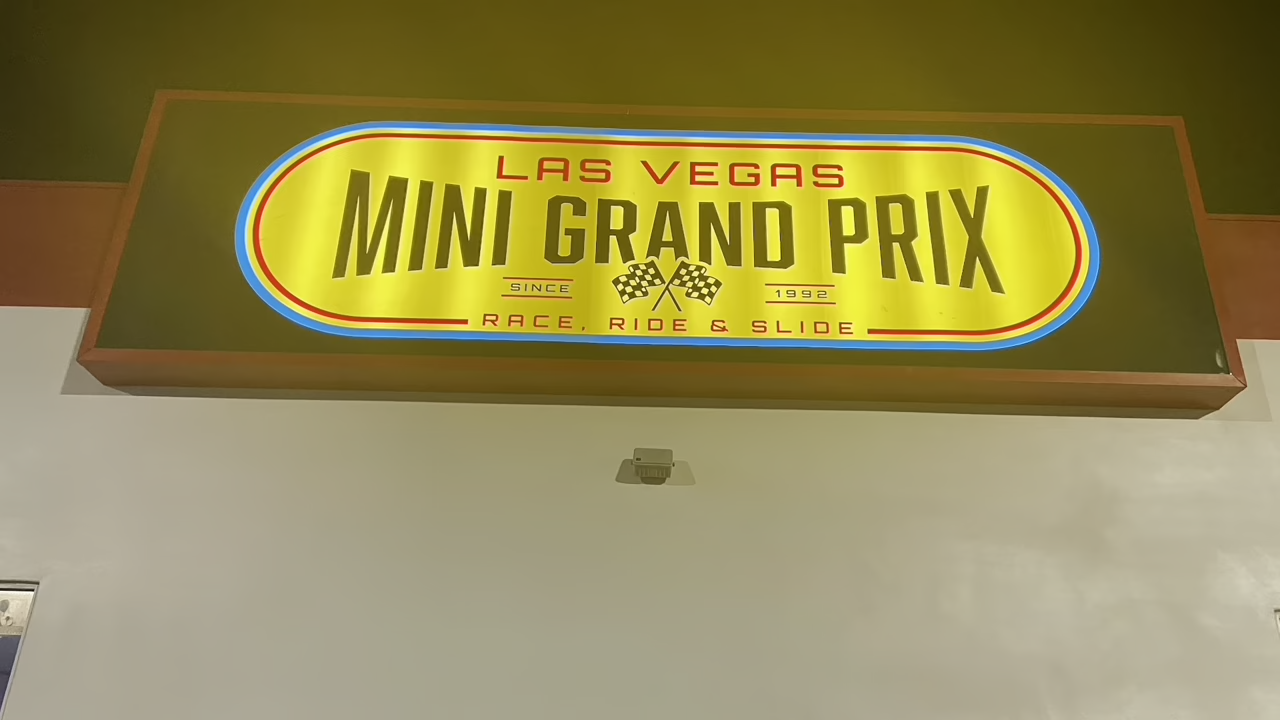 LAS VEGAS
MINI GRAND PRIX
SINCE 1992
RACE, RIDE & SLIDE